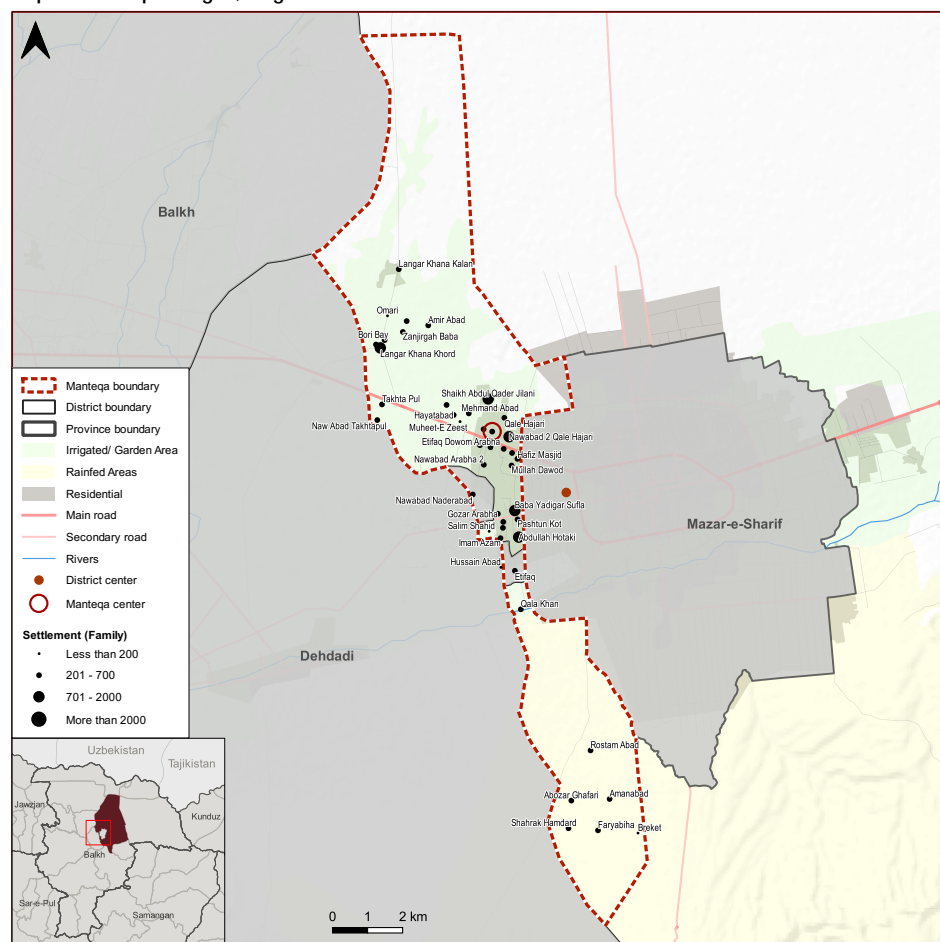 Balkh
Langar Khana Kalan
Omari
Amir Abad
Bori Bay
Zanjirgah Baba
Langar Khana Khord
Shaikh Abdul Qader Jilani
Takhta Pul
Mehmand Abad
Hayatabad
Qale Hajari
Naw Abad Takhtapul
Muheet-E Zeest
Nawabad 2 Qale Hajari
Etifaq Dowom Arabha
Hafiz Masjid
Nawabad Arabha 2
Mullah Dawod
Nawabad Naderabad
Baba Yadigar Sufla
Gozar Arabha
Pashtun Kot
Mazar-e-Sharif
Salim Shahid
Imam Azam
Abdullah Hotaki
Hussain Abad
Etifaq
Qala Khan
Dehdadi
Rostam Abad
Abozar Ghafari
Amanabad
Shahrak Hamdard
Faryabiha
Breket
Manteqa boundary
District boundary
Province boundary
Irrigated/ Garden Area
Rainfed Areas
Residential
Main road
Secondary road
Rivers
District center
Manteqa center
Settlement (Family)
Less than 200
201 - 700
701 - 2000
More than 2000
Uzbekistan
Tajikistan
Jawzjan
Kunduz
Balkh
Sar-e-Pul
Samangan
0 1 2 km